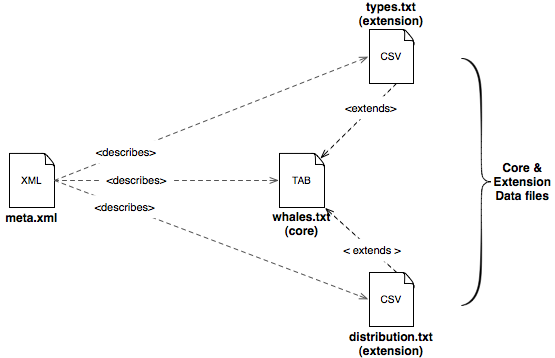 types.txt
(extension)
CSV
<extends>
<describes>
XML
<describes>
TAB
Core &
Extension
Data files
<describes>
meta.xml
whales.txt
(core)
< extends >
CSV
distribution.txt
(extension)